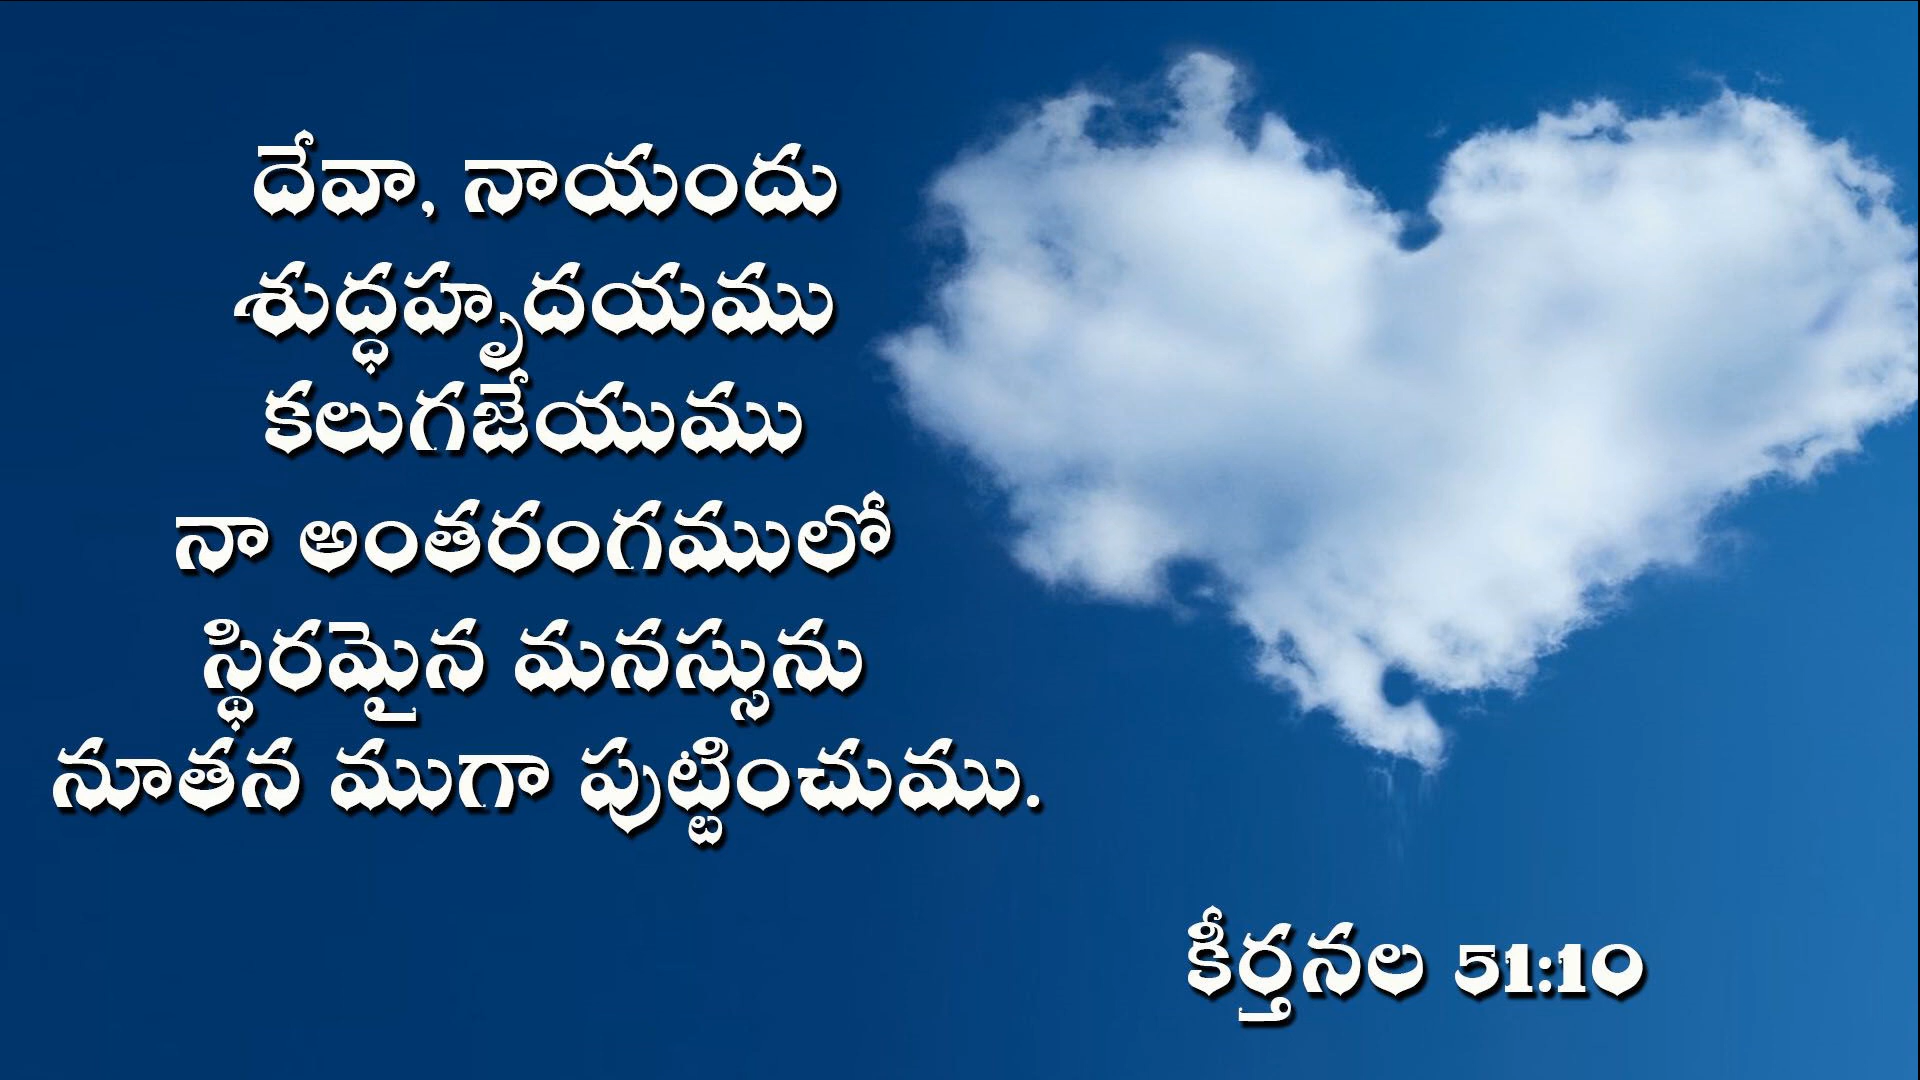 దేవా, నాయందు
శుద్ధహృదయము
కలుగజేయుము
నా అంతరంగములో
స్థిరమైన మనస్సును
నూతన ముగా పుట్టించుము.
కీర్తనల 51:10